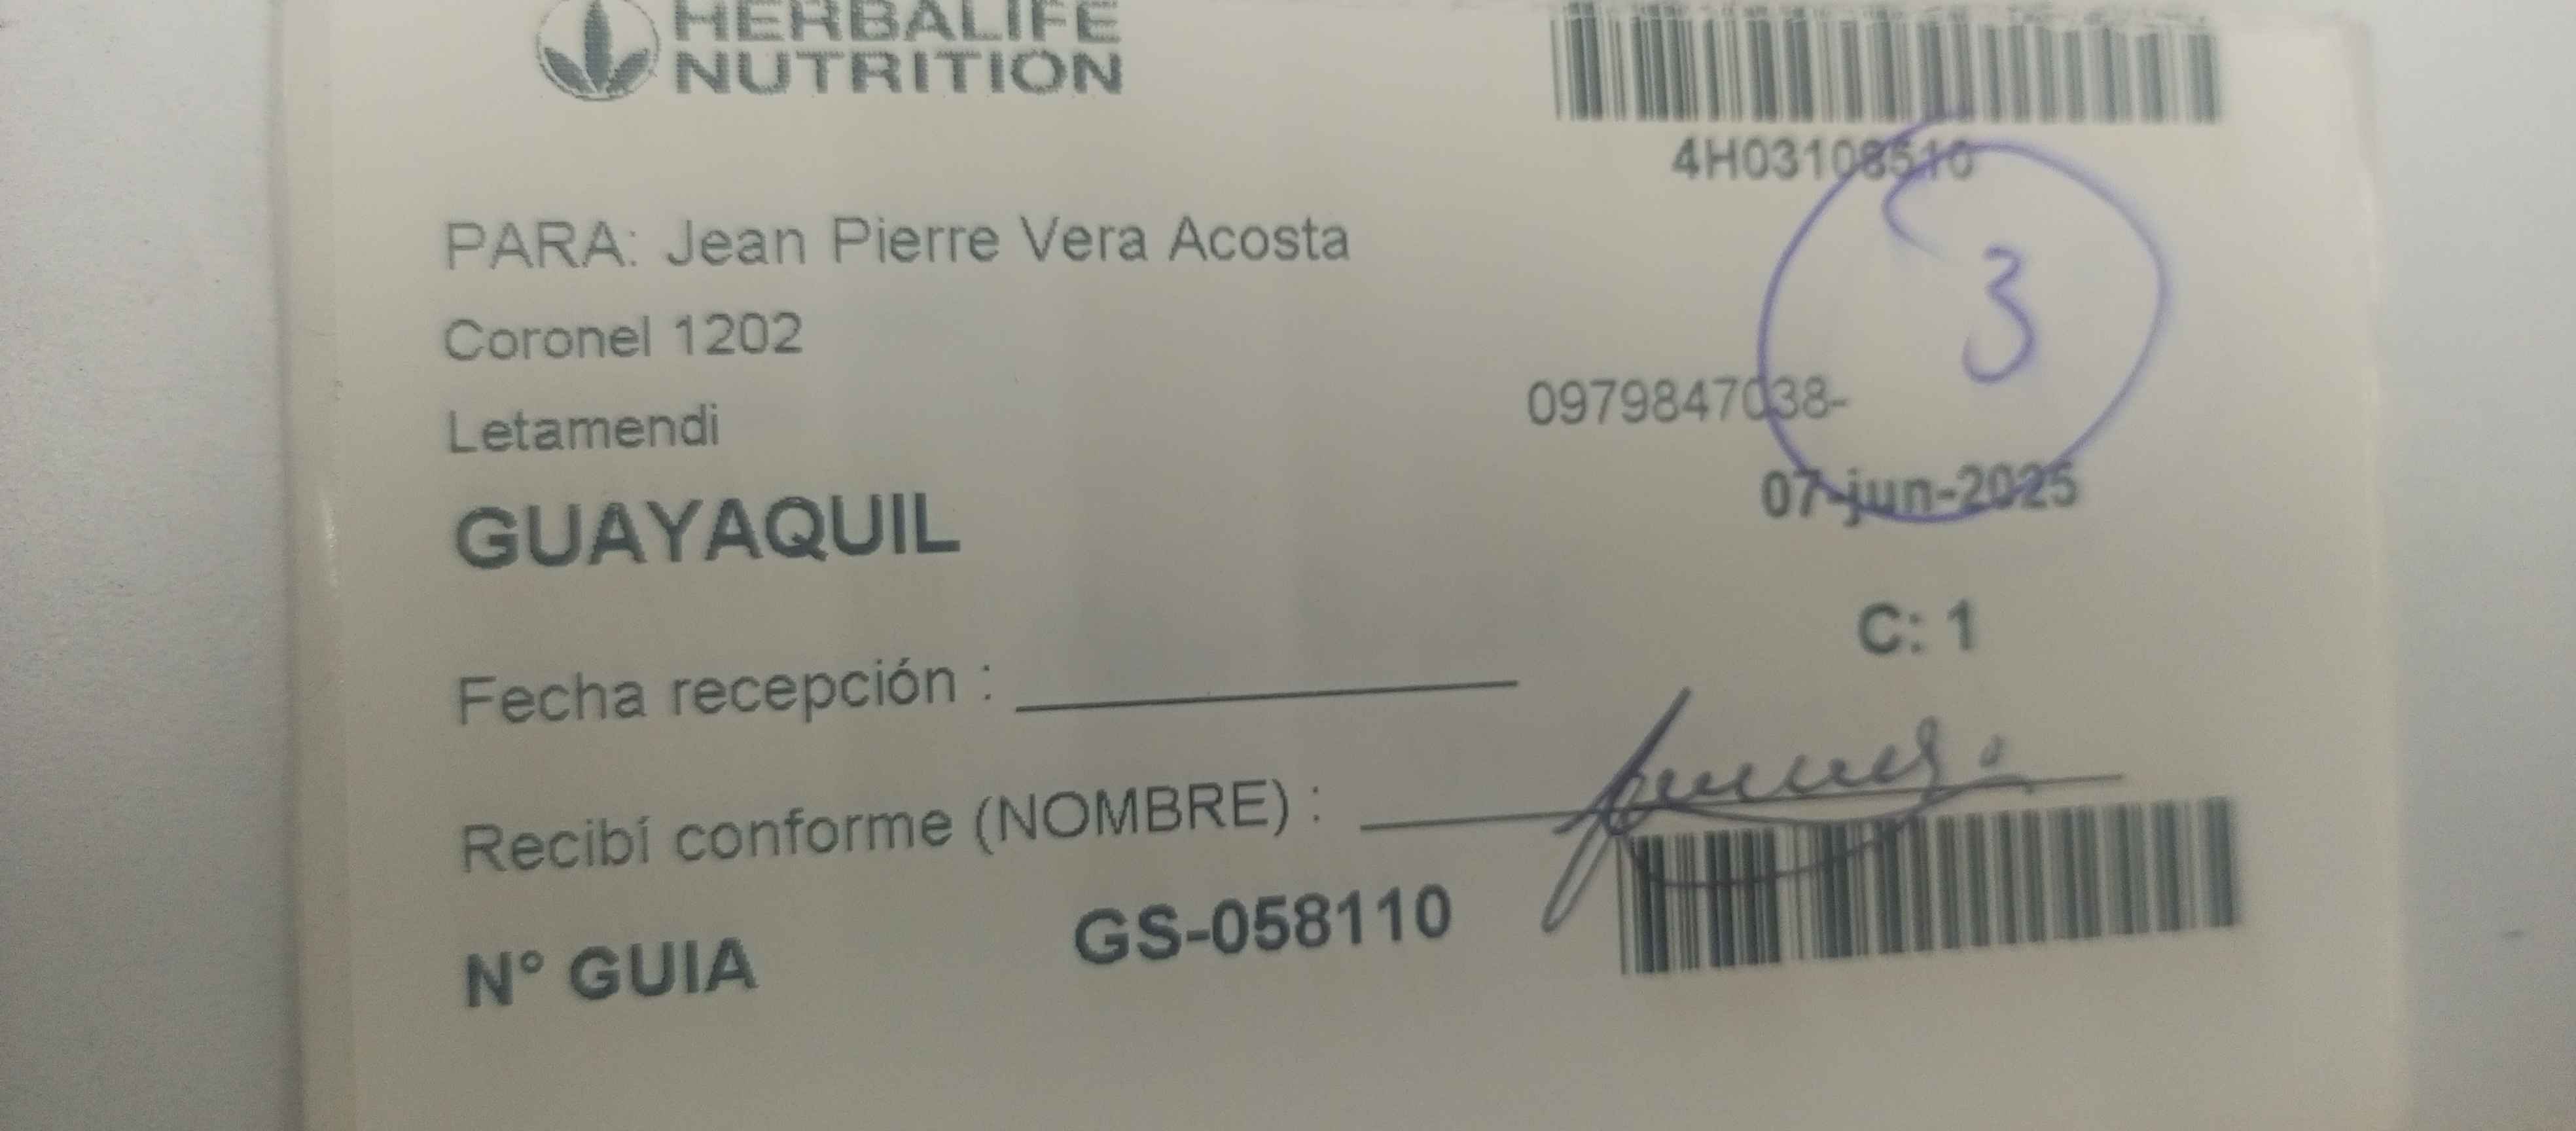 HERBALIFE
NUTRITION
4H03108510
PARA: Jean Pierre Vera Acosta
3
Coronel 1202
0979847038-
Letamendi
07-jun-2025
GUAYAQUIL
C: 1
Fecha recepción :
Recibí conforme (NOMBRE) :
N° GUIA GS-058110